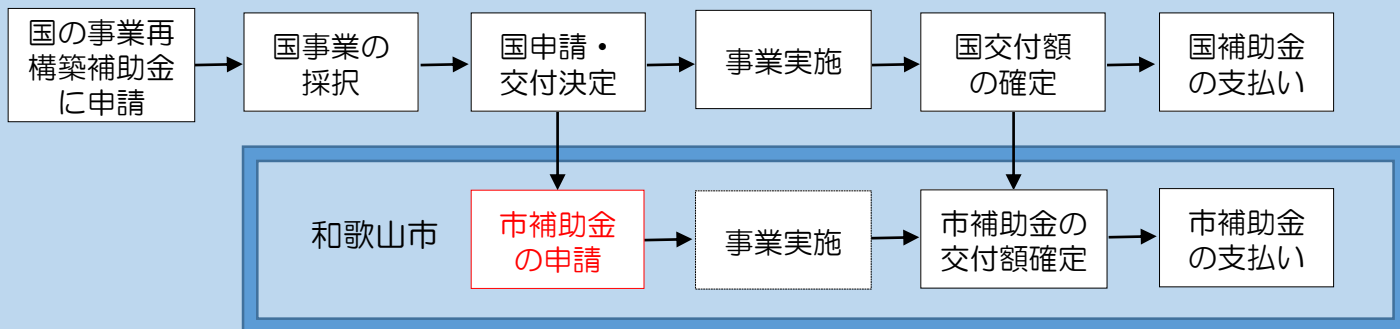 国の事業再
構築補助金
に申請
国事業の
採択
国申請・
交付決定
事業実施
国交付額
の確定
国補助金
の支払い
和歌山市
市補助金
の申請
事業実施
市補助金の
交付額確定
市補助金
の支払い